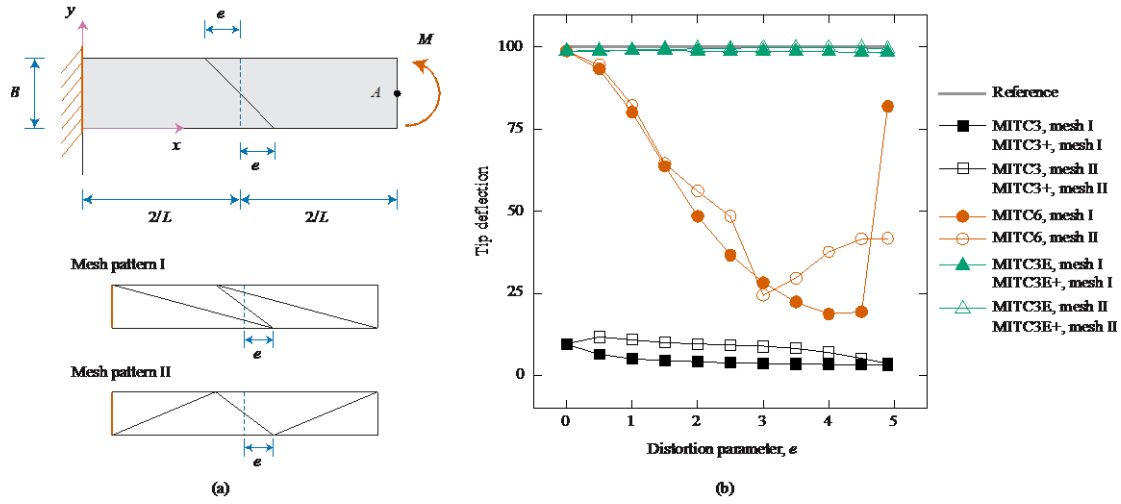 y
e
M
B
A
x
e
2/L
2/L
Mesh pattern I
e
Mesh pattern II
e
(a)
100
75
50
25
0
Tip deflection
0
1
2
3
4
5
Distortion parameter, e
(b)
Reference
MITC3, mesh I
MITC3+, mesh I
MITC3, mesh II
MITC3+, mesh II
MITC6, mesh I
MITC6, mesh II
MITC3E, mesh I
MITC3E+, mesh I
MITC3E, mesh II
MITC3E+, mesh II